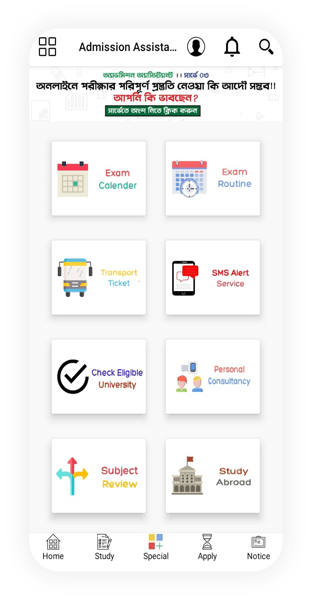 Admission Assista...
অ্যাডমিশন অ্যাসিস্ট্যান্ট ।। সার্ভে ০৩
অনলাইনে পরীক্ষার পরিপূর্ণ প্রস্তুতি নেওয়া কি আদৌ সম্ভব!!
আপনি কি ভাবছেন?
সার্ভেতে অংশ নিতে ক্লিক করুন
Exam
Calender
Exam
Routine
Transport
Ticket
SMS Alert
Service
Check Eligible
University
Personal
Consultancy
Subject
Review
Study
Abroad
Home
Study
Special
Apply
Notice